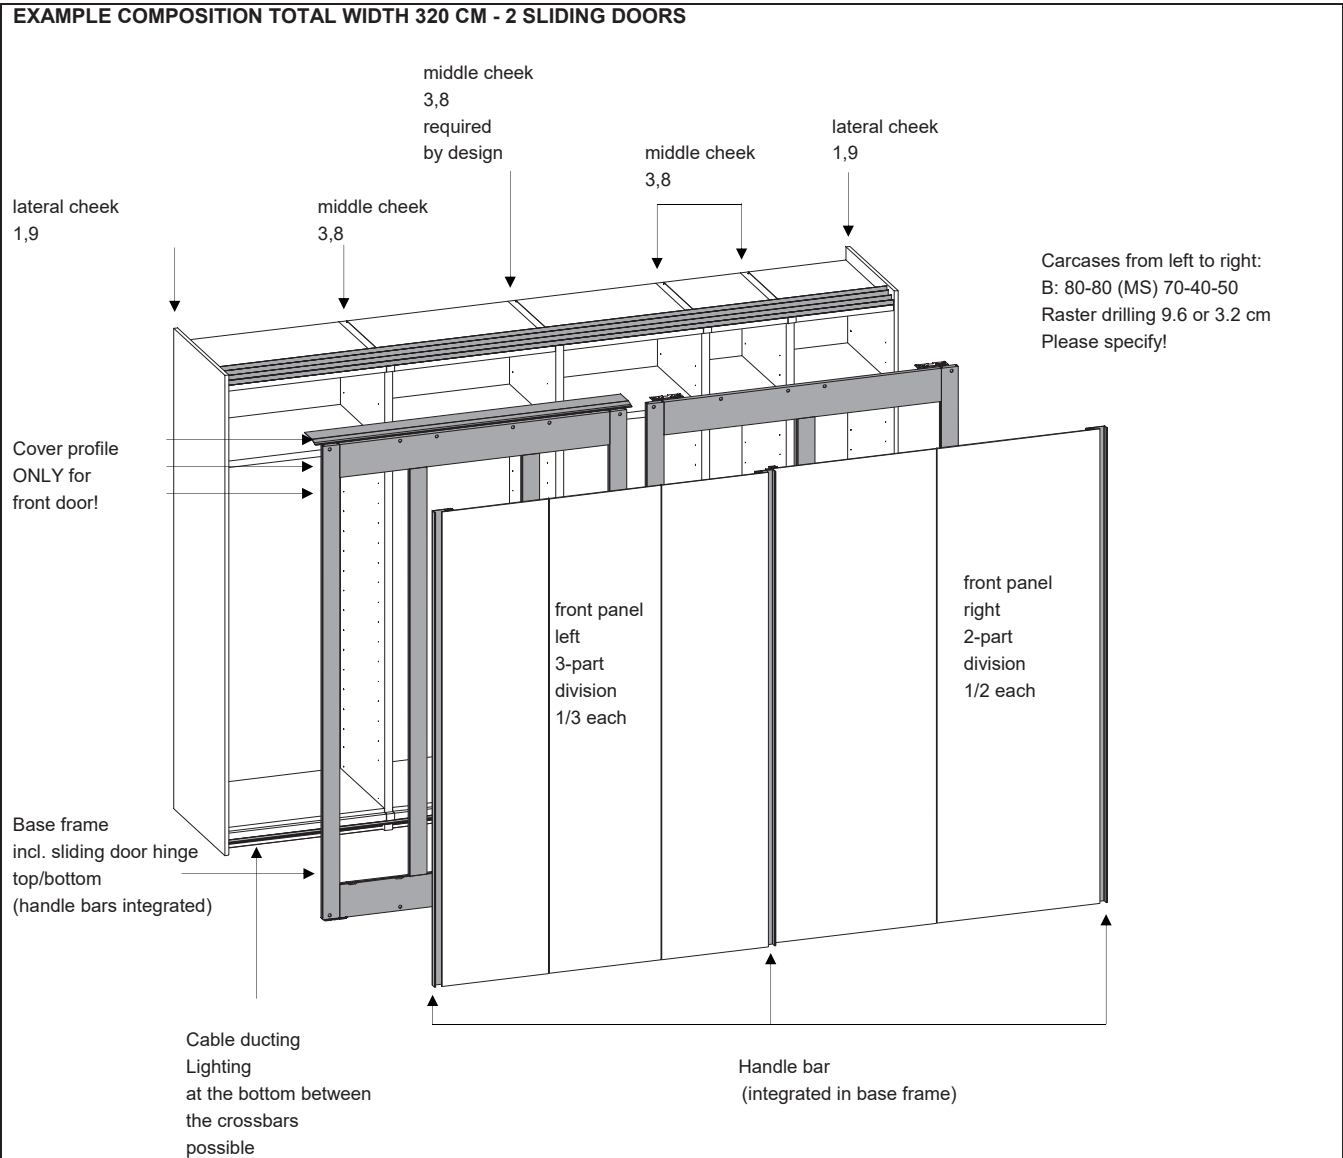 EXAMPLE COMPOSITION TOTAL WIDTH 320 CM - 2 SLIDING DOORS
middle cheek
3,8
required
by design
lateral cheek
1,9
middle cheek
3,8
lateral cheek
1,9
middle cheek
3,8
Carcases from left to right:
B: 80-80 (MS) 70-40-50
Raster drilling 9.6 or 3.2 cm
Please specify!
Cover profile
ONLY for
front door!
front panel
left
3-part
division
1/3 each
front panel
right
2-part
division
1/2 each
Base frame
incl. sliding door hinge
top/bottom
(handle bars integrated)
Cable ducting
Lighting
at the bottom between
the crossbars
possible
Handle bar
(integrated in base frame)